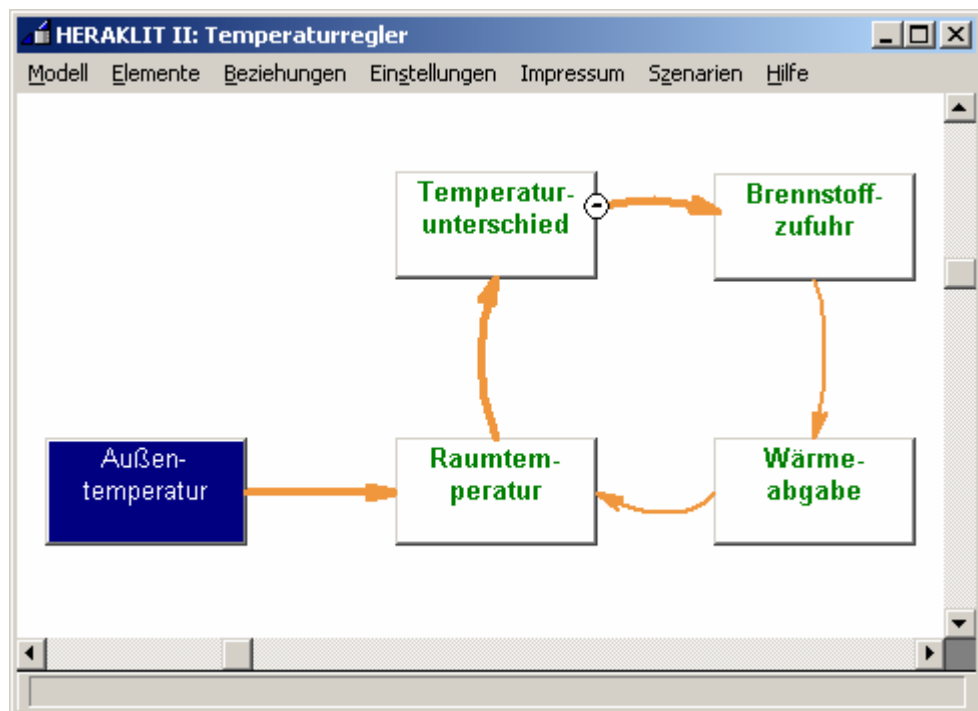 HERAKLIT II: Temperaturregler
Modell Elemente Beziehungen Einstellungen Impressum Szenarien Hilfe
Temperatur-
unterschied
-
Brennstoff-
zufuhr
Außen-
temperatur
Raumtem-
peratur
Wärme-
abgabe